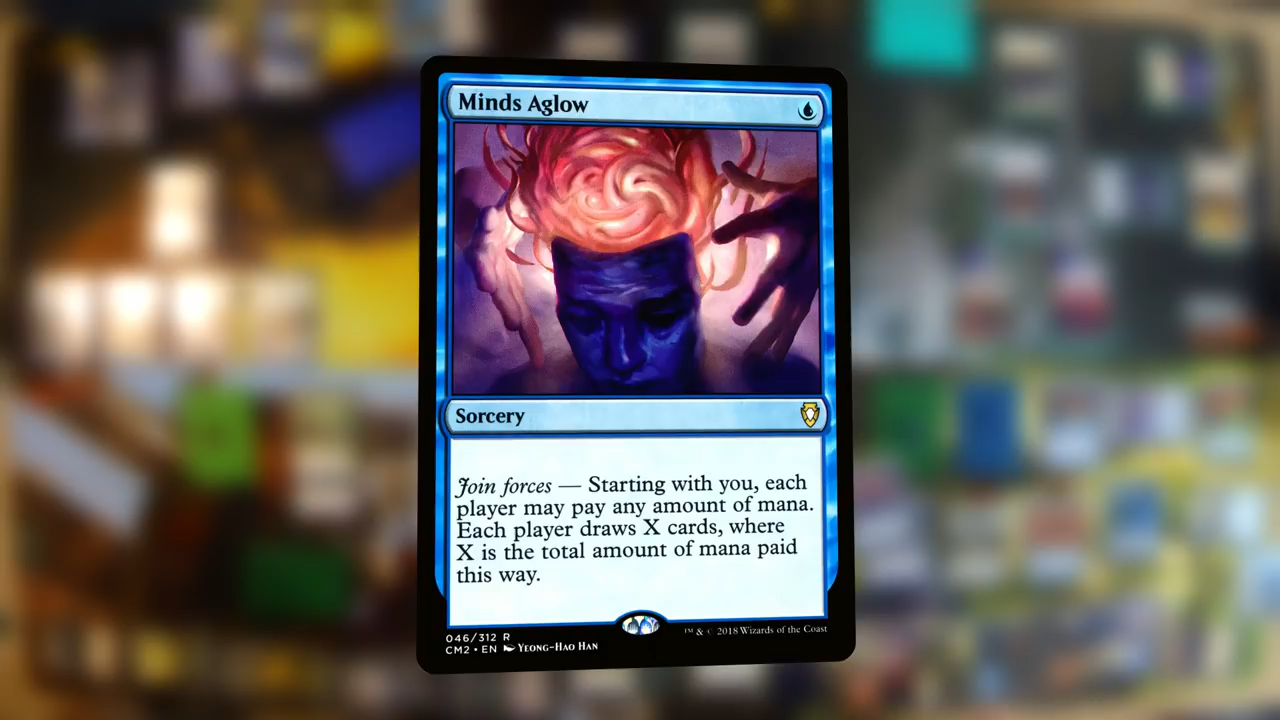 Minds Aglow
Sorcery
Join forces — Starting with you, each
player may pay any amount of mana.
Each player draws X cards, where
X is the total amount of mana paid
this way.
046/312 R
CM2 • EN Yeong-Hao Han
™ & © 2018 Wizards of the Coast